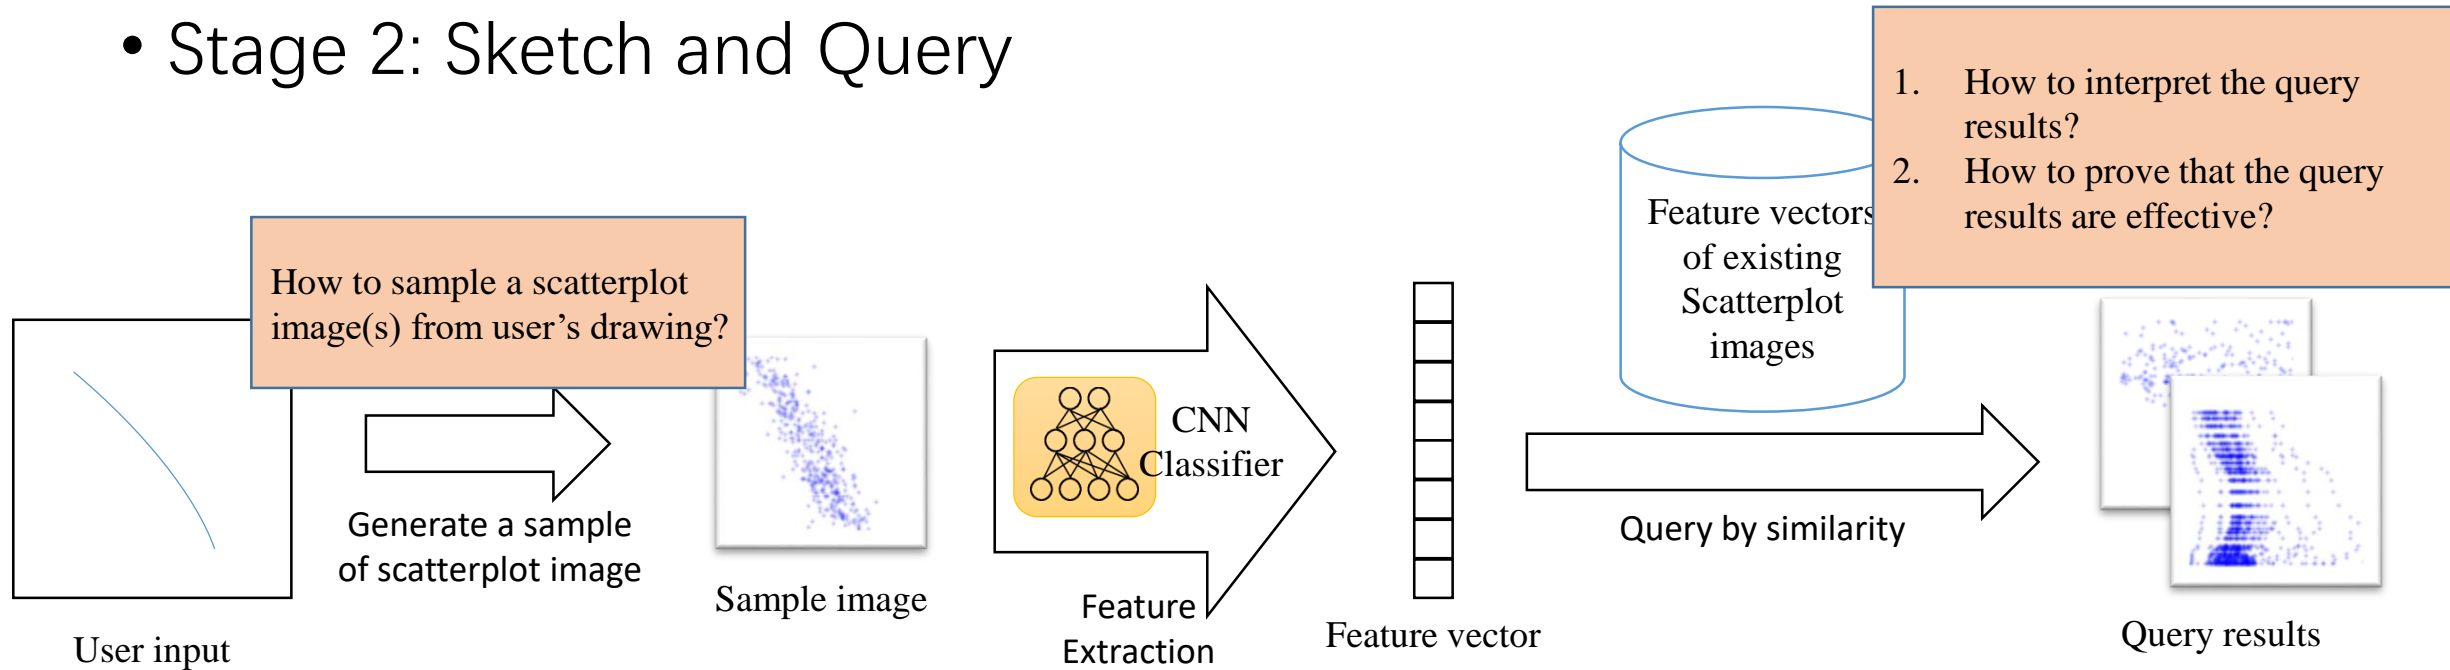 • Stage 2: Sketch and Query
How to sample a scatterplot
image(s) from user’s drawing?
User input
Generate a sample
of scatterplot image
Sample image
CNN
Classifier
Feature
Extraction
Feature vector
Feature vectors
of existing
Scatterplot
images
Query by similarity
1. How to interpret the query
results?
2. How to prove that the query
results are effective?
Query results